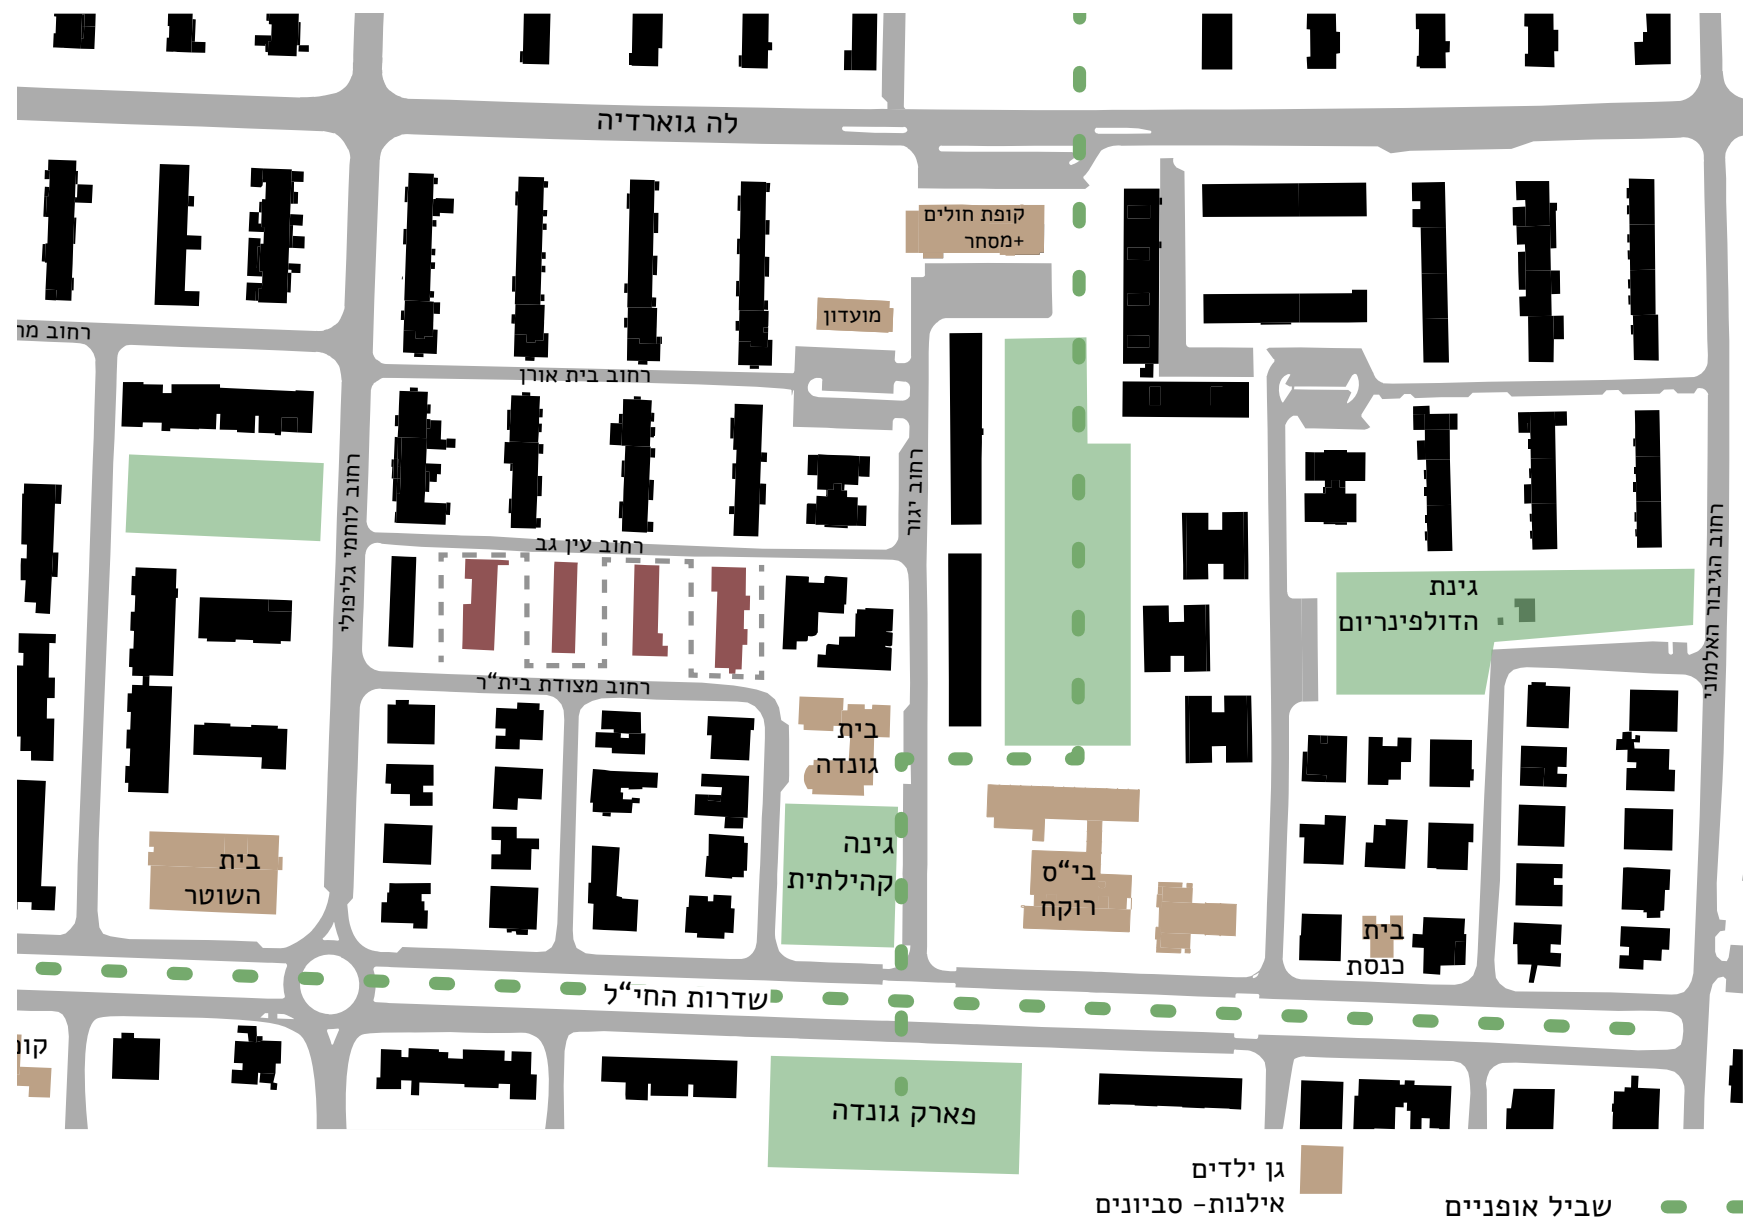 לה גוארדיה
קופת חולים
+מסחר
מועדון
רחוב בית אורן
רחוב לוחמי גליפולי
רחוב יגור
רחוב עין גב
רחוב הגיבור האלמוני
גינת
הדולפינריום
רחוב מצודת בית״ר
בית
גונדה
גינה
קהילתית
בי״ס
רוקח
בית
השוטר
בית
כנסת
שדרות החי״ל
פארק גונדה
גן ילדים
אילנות- סביונים
שביל אופניים
רחוב